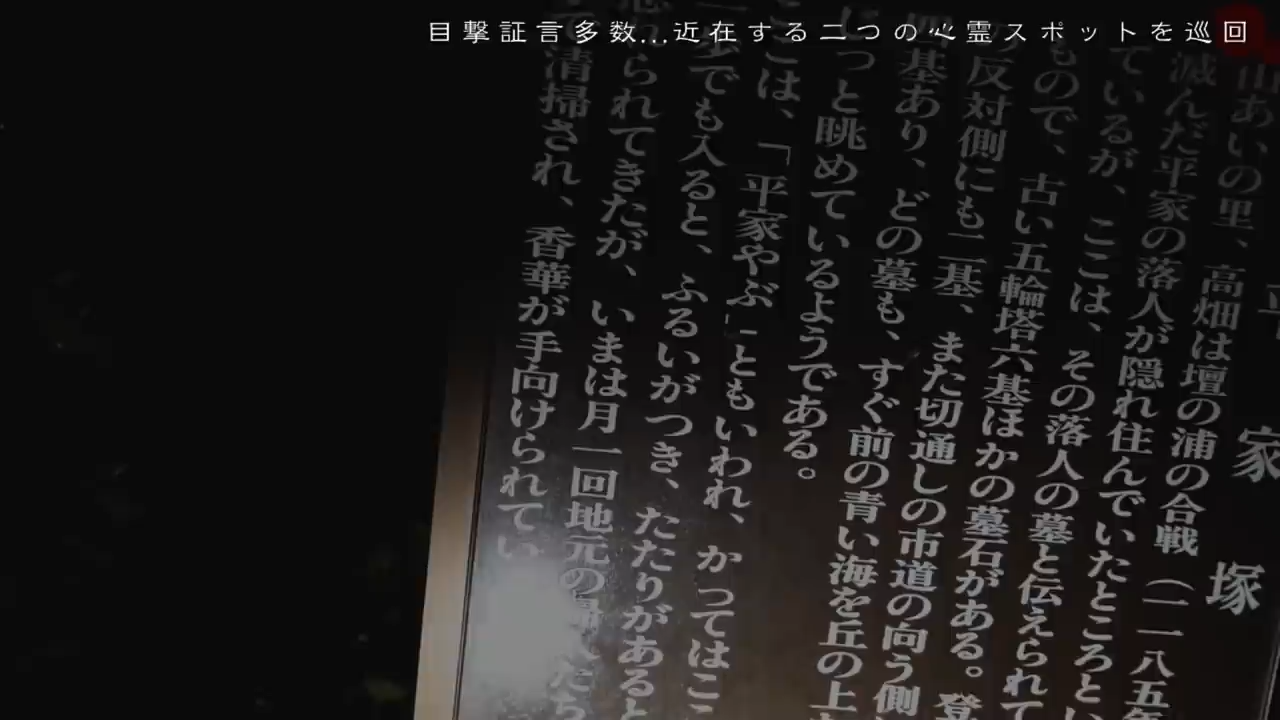 目撃証言多数...近在する二つの心霊スポットを巡回
平家塚
山あいの里、高畑は壇の浦の合戦(一一八五年
滅んだ平家の落人が隠れ住んでいたところとい
ているが、ここは、その落人の墓と伝えられて
もので、古い五輪塔六基ほかの墓石がある。登
の反対側にも二基、また切通しの市道の向う側
四基あり、どの墓も、すぐ前の青い海を丘の上
じっと眺めているようである。
ここは、「平家やぶ」ともいわれ、かつてはここ
一歩でも入ると、ふるいがつき、たたりがあると
恐れられてきたが、いまは月一回地元の
で清掃され、香華が手向けられてい